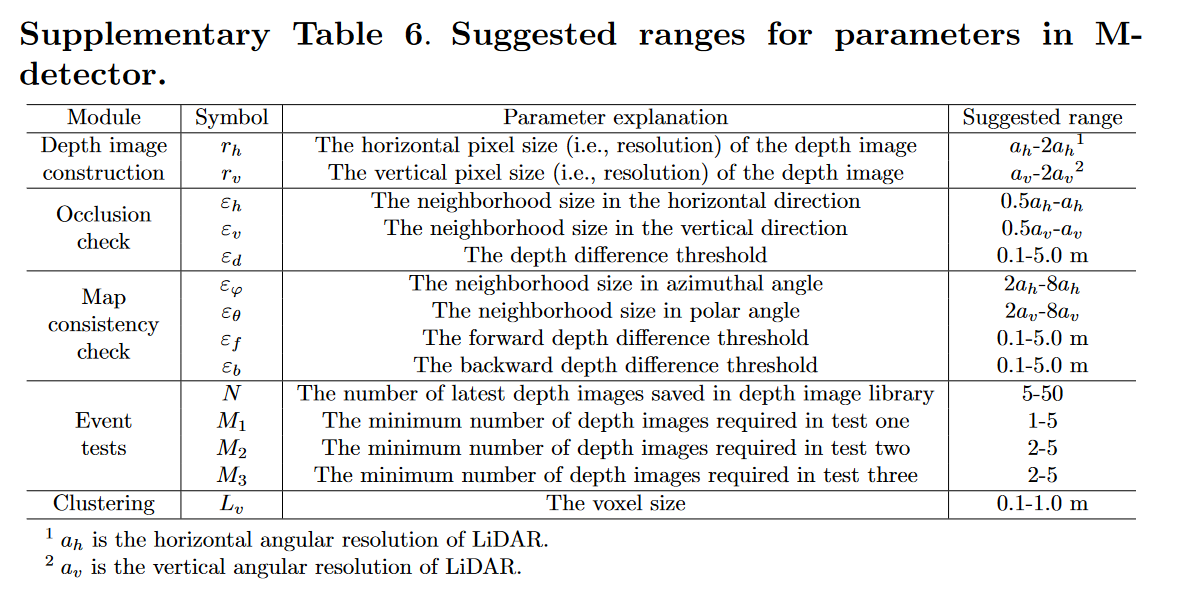 Supplementary Table 6. Suggested ranges for parameters in M-
detector.
Module Symbol Parameter explanation Suggested range
Depth image r_h The horizontal pixel size (i.e., resolution) of the depth image a_h-2a_h^1
construction r_v The vertical pixel size (i.e., resolution) of the depth image a_v-2a_v^2
Occlusion check ε_h The neighborhood size in the horizontal direction 0.5a_h-a_h
ε_v The neighborhood size in the vertical direction 0.5a_v-a_v
ε_d The depth difference threshold 0.1-5.0 m
Map consistency check ε_φ The neighborhood size in azimuthal angle 2a_h-8a_h
ε_θ The neighborhood size in polar angle 2a_v-8a_v
ε_f The forward depth difference threshold 0.1-5.0 m
ε_b The backward depth difference threshold 0.1-5.0 m
Event tests N The number of latest depth images saved in depth image library 5-50
M_1 The minimum number of depth images required in test one 1-5
M_2 The minimum number of depth images required in test two 2-5
M_3 The minimum number of depth images required in test three 2-5
Clustering L_v The voxel size 0.1-1.0 m
^1 a_h is the horizontal angular resolution of LiDAR.
^2 a_v is the vertical angular resolution of LiDAR.